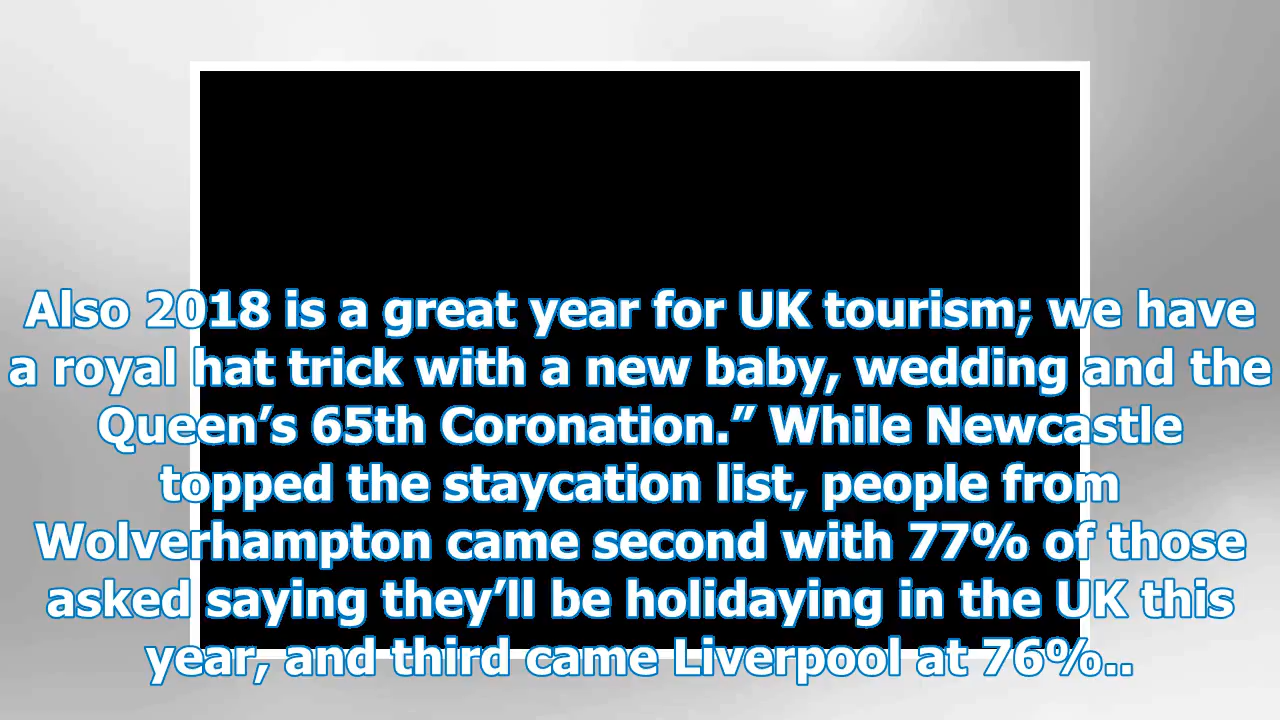 Also 2018 is a great year for UK tourism; we have
a royal hat trick with a new baby, wedding and the
Queen’s 65th Coronation.” While Newcastle
topped the staycation list, people from
Wolverhampton came second with 77% of those
asked saying they’ll be holidaying in the UK this
year, and third came Liverpool at 76%..